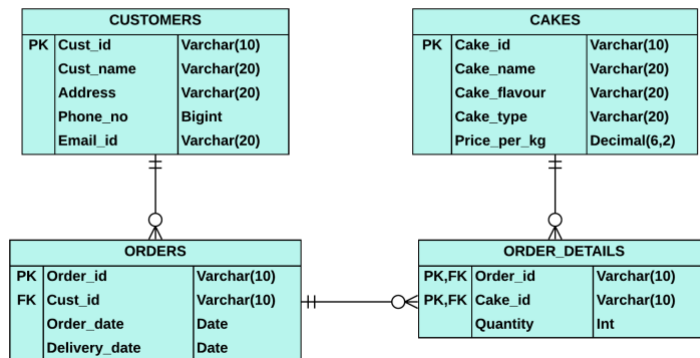 CUSTOMERS
PK Cust_id Varchar(10)
Cust_name Varchar(20)
Address Varchar(20)
Phone_no Bigint
Email_id Varchar(20)
CAKES
PK Cake_id Varchar(10)
Cake_name Varchar(20)
Cake_flavour Varchar(20)
Cake_type Varchar(20)
Price_per_kg Decimal(6,2)
ORDERS
PK Order_id Varchar(10)
FK Cust_id Varchar(10)
Order_date Date
Delivery_date Date
ORDER_DETAILS
PK,FK Order_id Varchar(10)
PK,FK Cake_id Varchar(10)
Quantity Int